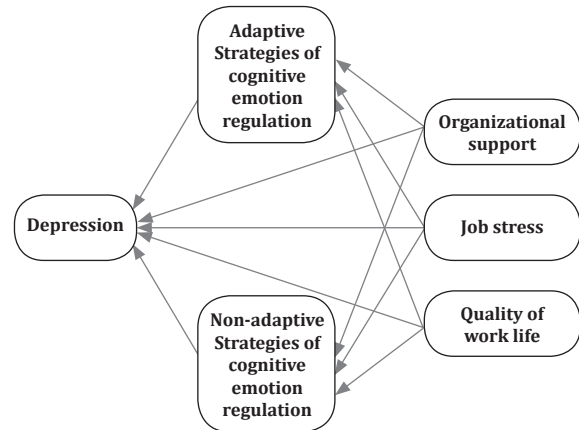 Adaptive
Strategies of
cognitive
emotion
regulation
Organizational
support
Depression
Job stress
Non-adaptive
Strategies of
cognitive
emotion
regulation
Quality of
work life